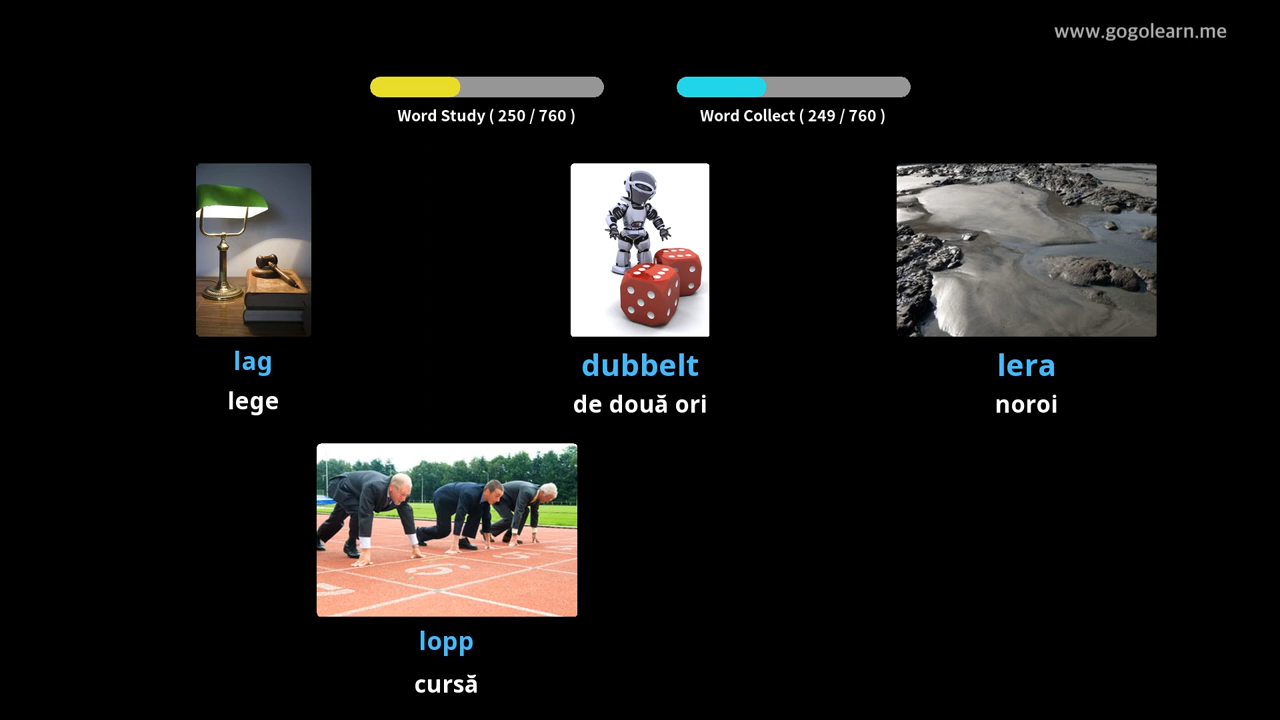 www.gogolearn.me
Word Study ( 250 / 760 )
Word Collect ( 249 / 760 )
lag
lege
dubbelt
de două ori
lera
noroi
lopp
cursă